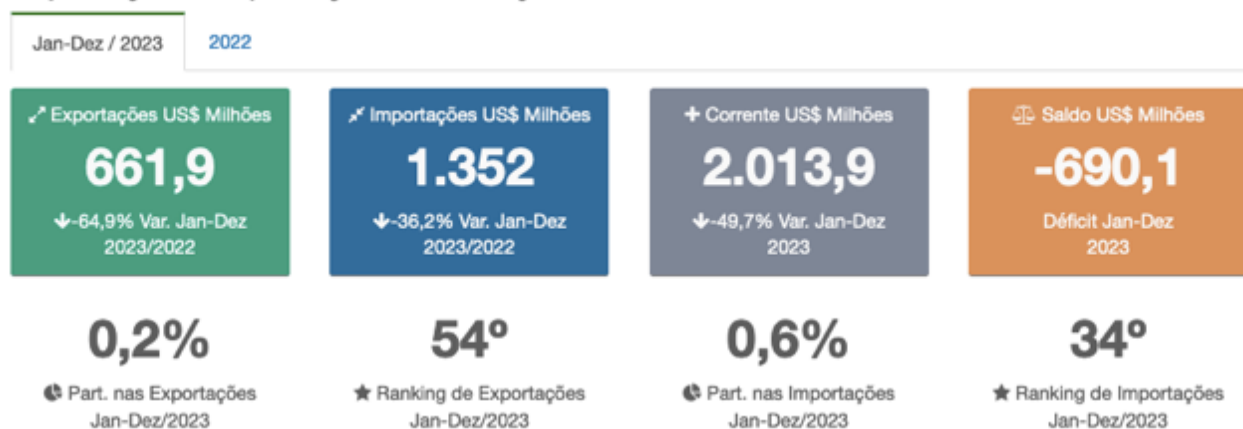 Jan-Dez / 2023
2022
Exportações US$ Milhões
661,9
-64,9% Var. Jan-Dez
2023/2022
Importações US$ Milhões
1.352
-36,2% Var. Jan-Dez
2023/2022
Corrente US$ Milhões
2.013,9
-49,7% Var. Jan-Dez
2023
Saldo US$ Milhões
-690,1
Déficit Jan-Dez
2023
0,2%
Part. nas Exportações
Jan-Dez/2023
54º
Ranking de Exportações
Jan-Dez/2023
0,6%
Part. nas Importações
Jan-Dez/2023
34º
Ranking de Importações
Jan-Dez/2023